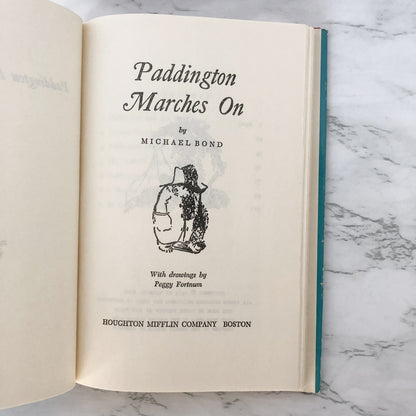 Paddington
Marches On
by
MICHAEL BOND
With drawings by
Peggy Fortnum
HOUGHTON MIFFLIN COMPANY BOSTON